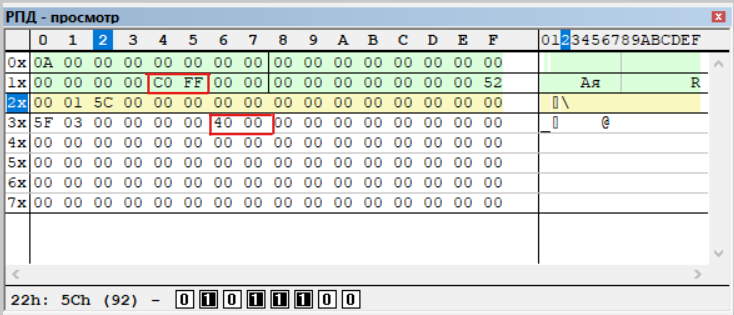 РПД - просмотр
0 1 2 3 4 5 6 7 8 9 A B C D E F 0123456789ABCDEF
0x 0A 00 00 00 00 00 00 00 00 00 00 00 00 00 00 00
1x 00 00 00 00 C0 FF 00 00 00 00 00 00 00 00 00 52 Ая R
2x 00 01 5C 00 00 00 00 00 00 00 00 00 00 00 00 00 \
3x 5F 03 00 00 00 00 40 00 00 00 00 00 00 00 00 00 _ @
4x 00 00 00 00 00 00 00 00 00 00 00 00 00 00 00 00
5x 00 00 00 00 00 00 00 00 00 00 00 00 00 00 00 00
6x 00 00 00 00 00 00 00 00 00 00 00 00 00 00 00 00
7x 00 00 00 00 00 00 00 00 00 00 00 00 00 00 00 00
22h: 5Ch (92) - 0 1 0 1 1 1 0 0